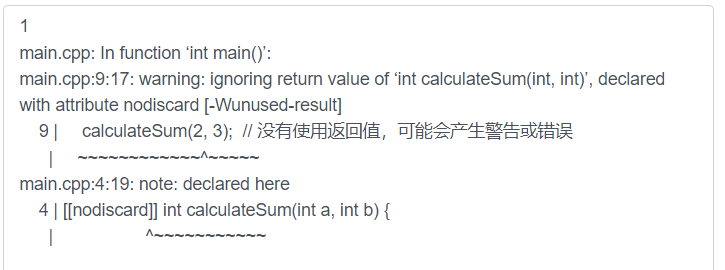 1
main.cpp: In function ‘int main()’:
main.cpp:9:17: warning: ignoring return value of ‘int calculateSum(int, int)’, declared
with attribute nodiscard [-Wunused-result]
    9 |     calculateSum(2, 3);  // 没有使用返回值，可能会产生警告或错误
      |     ~~~~~~~~~~~~^~~~~~
main.cpp:4:19: note: declared here
    4 | [[nodiscard]] int calculateSum(int a, int b) {
      |                   ^~~~~~~~~~~~